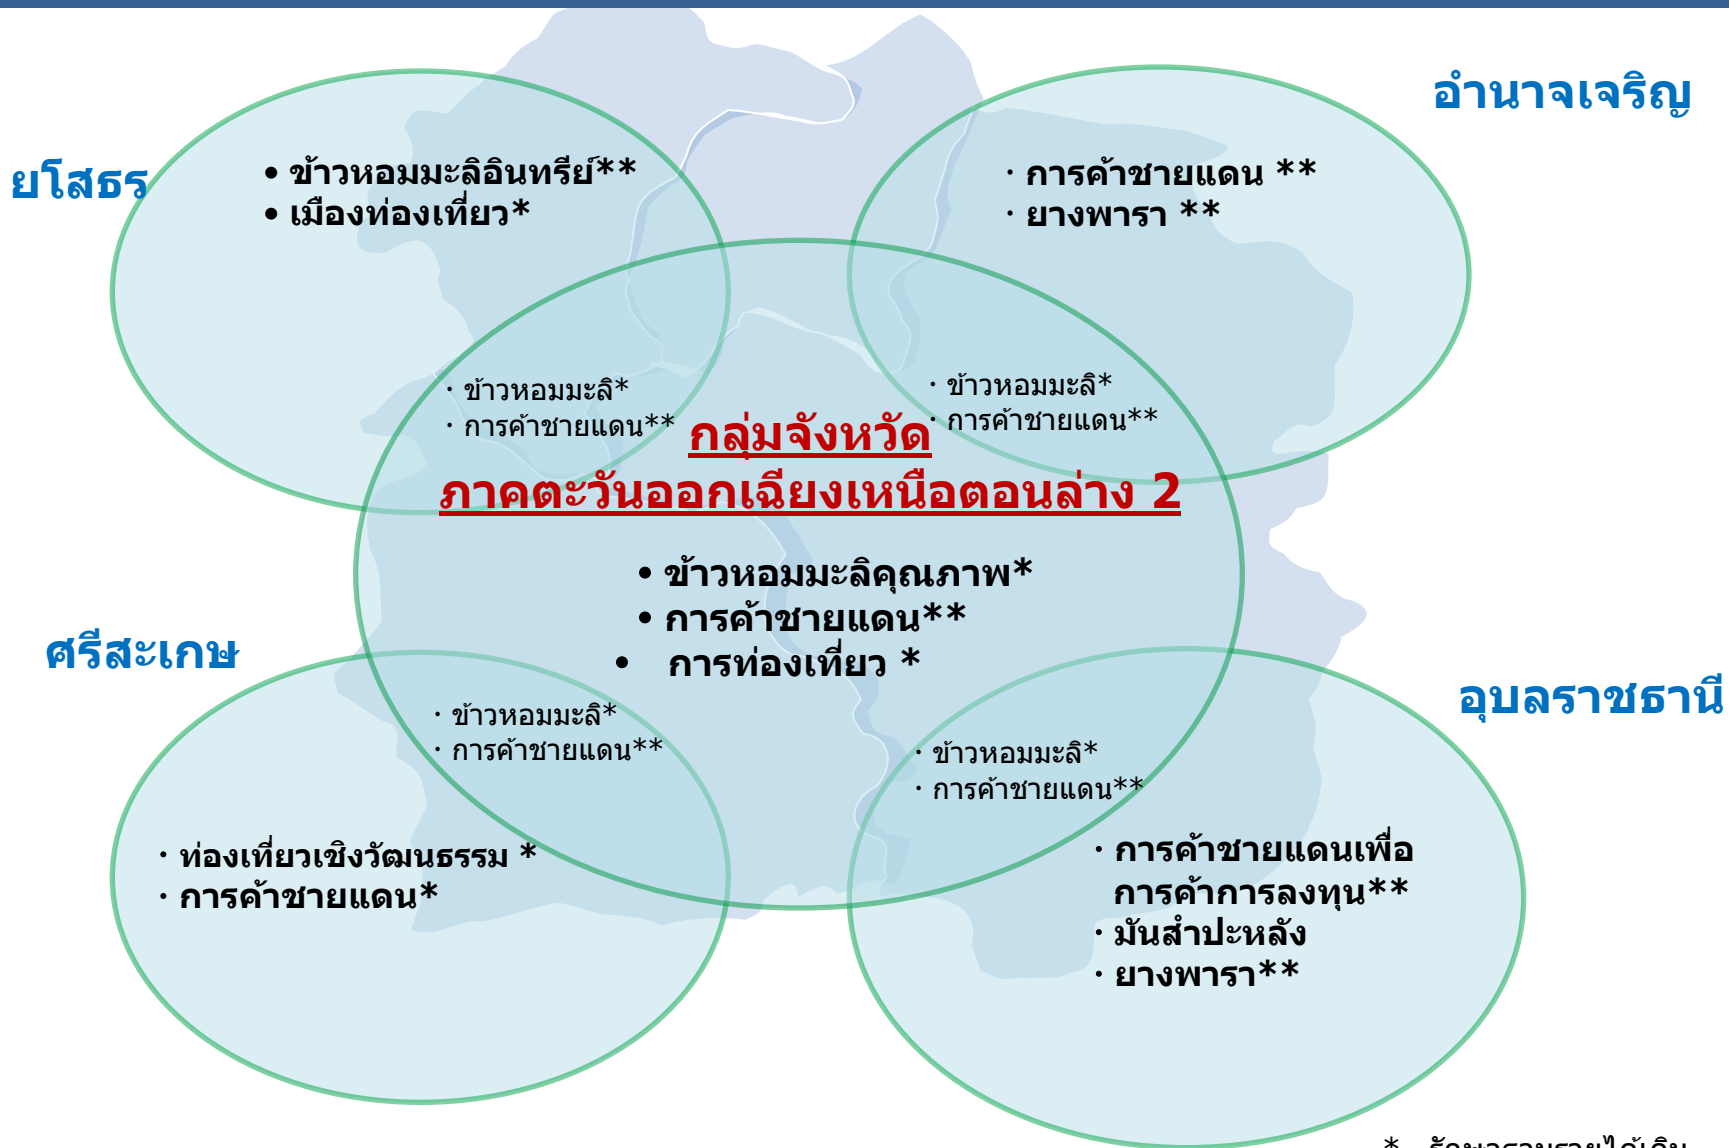 อำนาจเจริญ
ยโสธร
• ข้าวหอมมะลิอินทรีย์**
• เมืองท่องเที่ยว*
· การค้าชายแดน **
· ยางพารา **
· ข้าวหอมมะลิ*
· การค้าชายแดน**
· ข้าวหอมมะลิ*
· การค้าชายแดน**
กลุ่มจังหวัด
ภาคตะวันออกเฉียงเหนือตอนล่าง 2
• ข้าวหอมมะลิคุณภาพ*
• การค้าชายแดน**
• การท่องเที่ยว *
ศรีสะเกษ
อุบลราชธานี
· ข้าวหอมมะลิ*
· การค้าชายแดน**
· ข้าวหอมมะลิ*
· การค้าชายแดน**
· ท่องเที่ยวเชิงวัฒนธรรม *
· การค้าชายแดน*
· การค้าชายแดนเพื่อ
การค้าการลงทุน**
· มันสำปะหลัง
· ยางพารา**